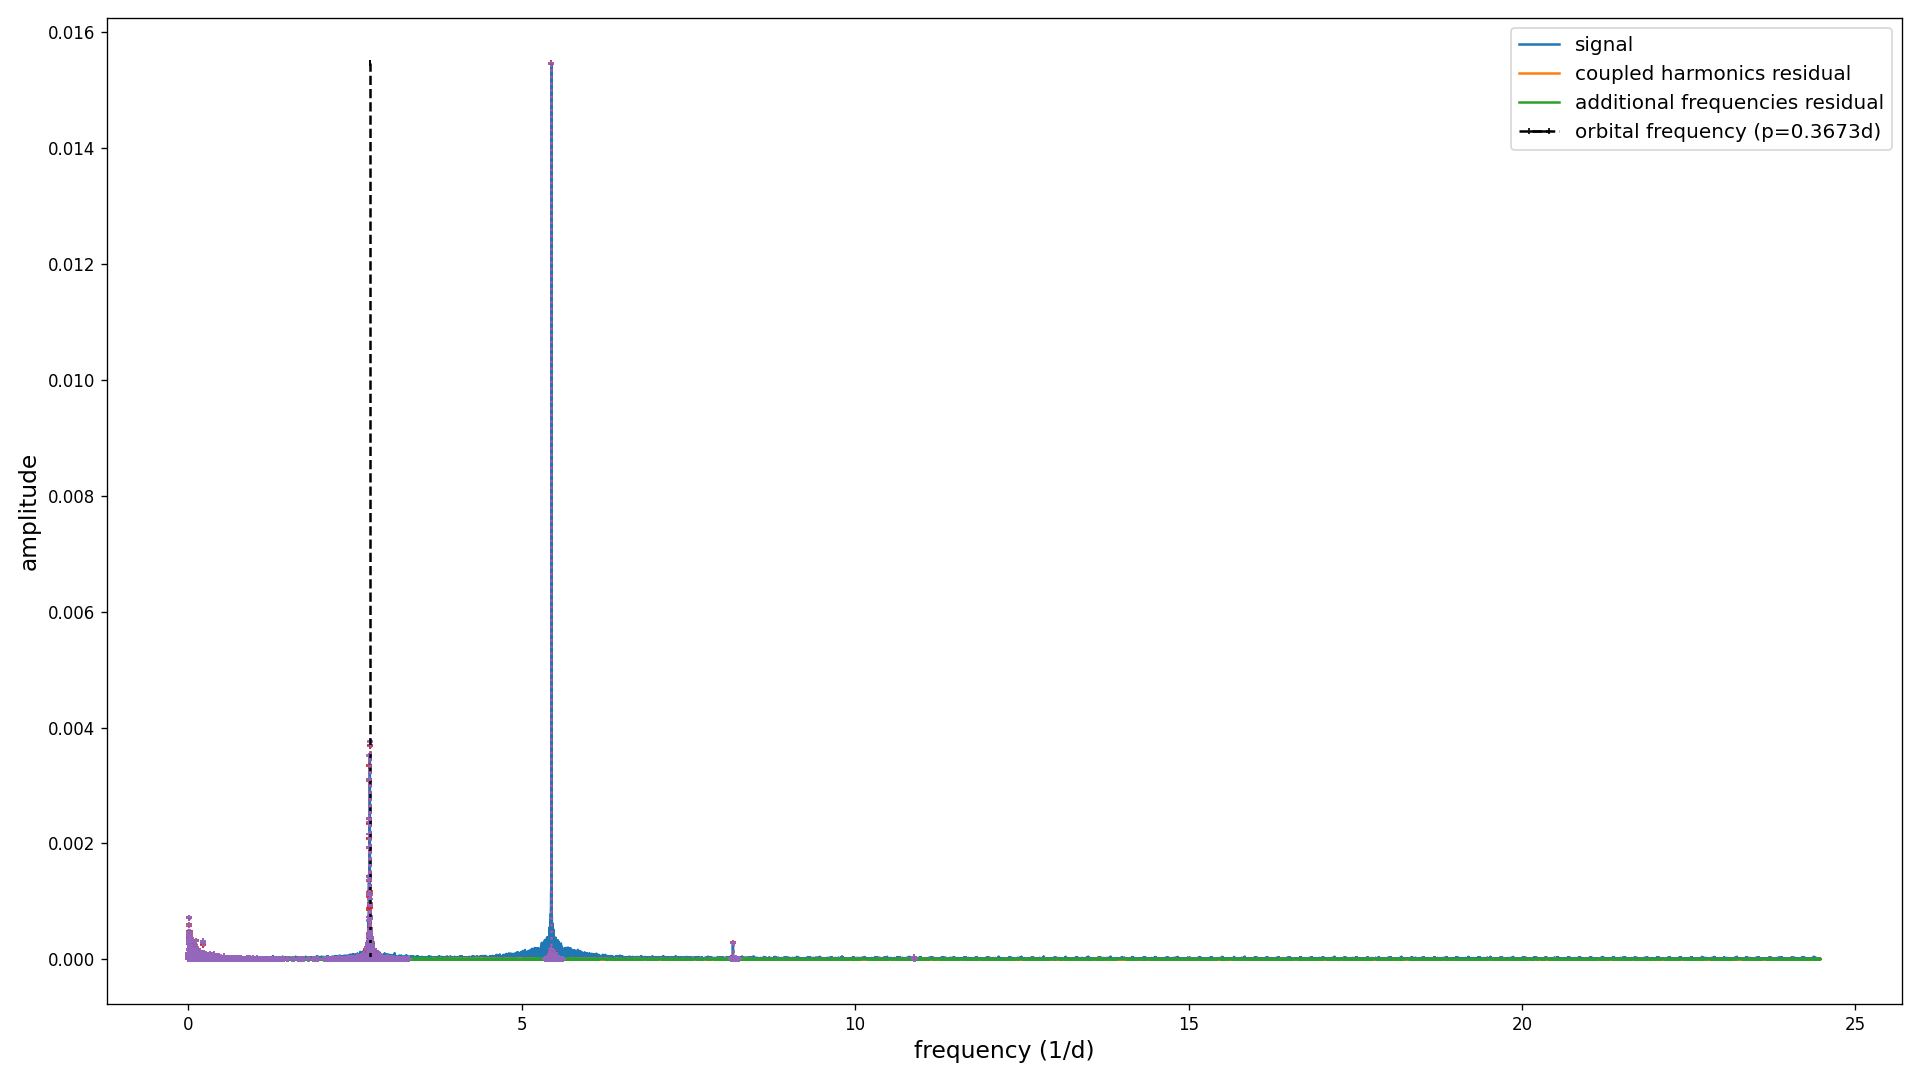 0.016
0.014
0.012
0.010
0.008
0.006
0.004
0.002
0.000
amplitude
signal
coupled harmonics residual
additional frequencies residual
orbital frequency (p=0.3673d)
0 5 10 15 20 25
frequency (1/d)